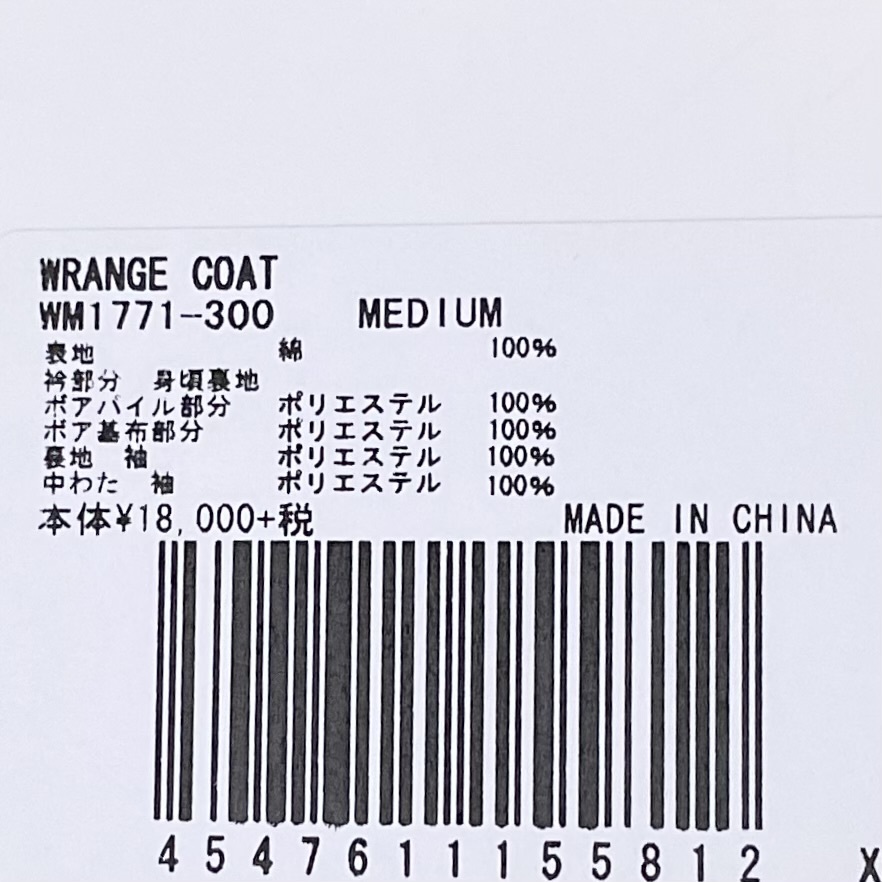 WRANGE COAT
WM1771-300 MEDIUM
表地 綿 100%
衿部分 身頃裏地
ボアパイル部分 ポリエステル 100%
ボア基布部分 ポリエステル 100%
裏地 袖 ポリエステル 100%
中わた 袖 ポリエステル 100%
本体¥18,000+税 MADE IN CHINA
4547611155812 X